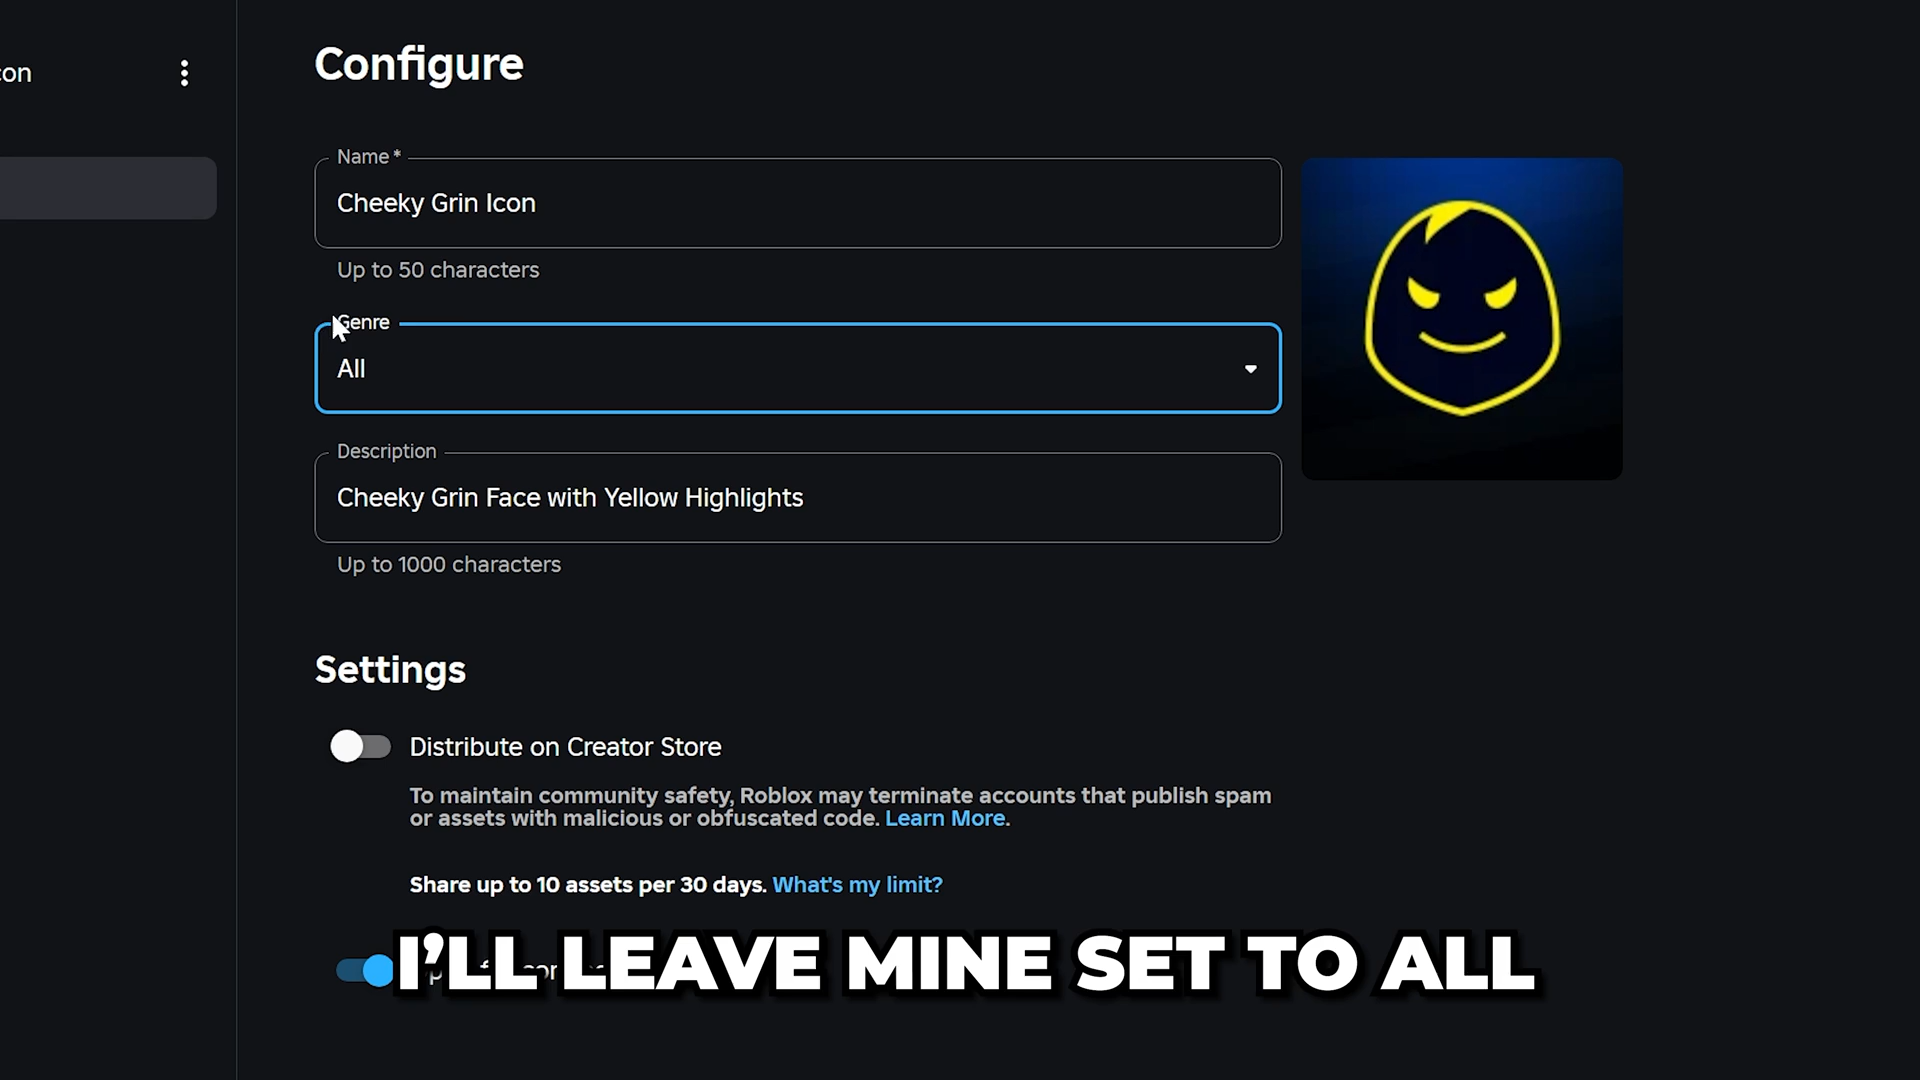 con
Configure
Name *
Cheeky Grin Icon
Up to 50 characters
Genre
All
Description
Cheeky Grin Face with Yellow Highlights
Up to 1000 characters
Settings
Distribute on Creator Store
To maintain community safety, Roblox may terminate accounts that publish spam
or assets with malicious or obfuscated code. Learn More.
Share up to 10 assets per 30 days. What's my limit?
I'LL LEAVE MINE SET TO ALL